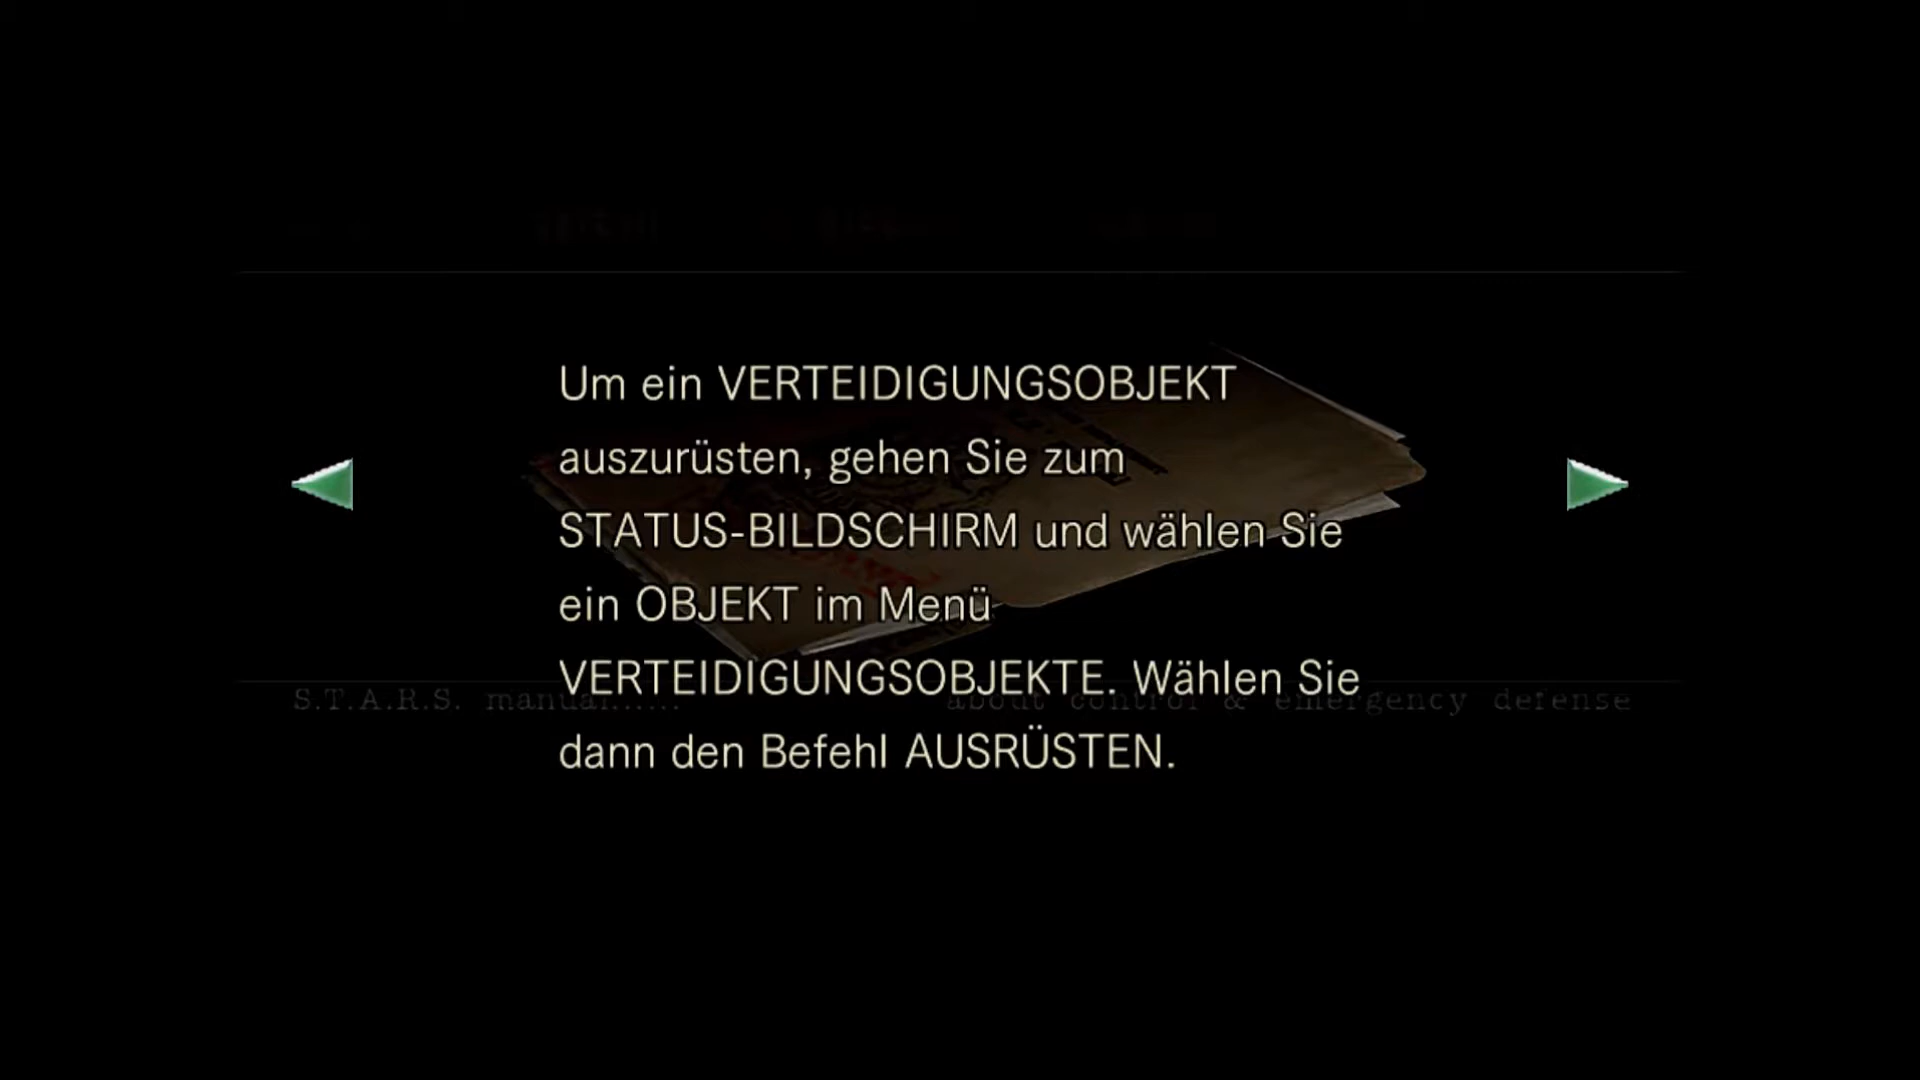 Um ein VERTEIDIGUNGSOBJEKT
auszurüsten, gehen Sie zum
STATUS-BILDSCHIRM und wählen Sie
ein OBJEKT im Menü
VERTEIDIGUNGSOBJEKTE. Wählen Sie
S.T.A.R.S. manual...... about control & emergency defense
dann den Befehl AUSRÜSTEN.